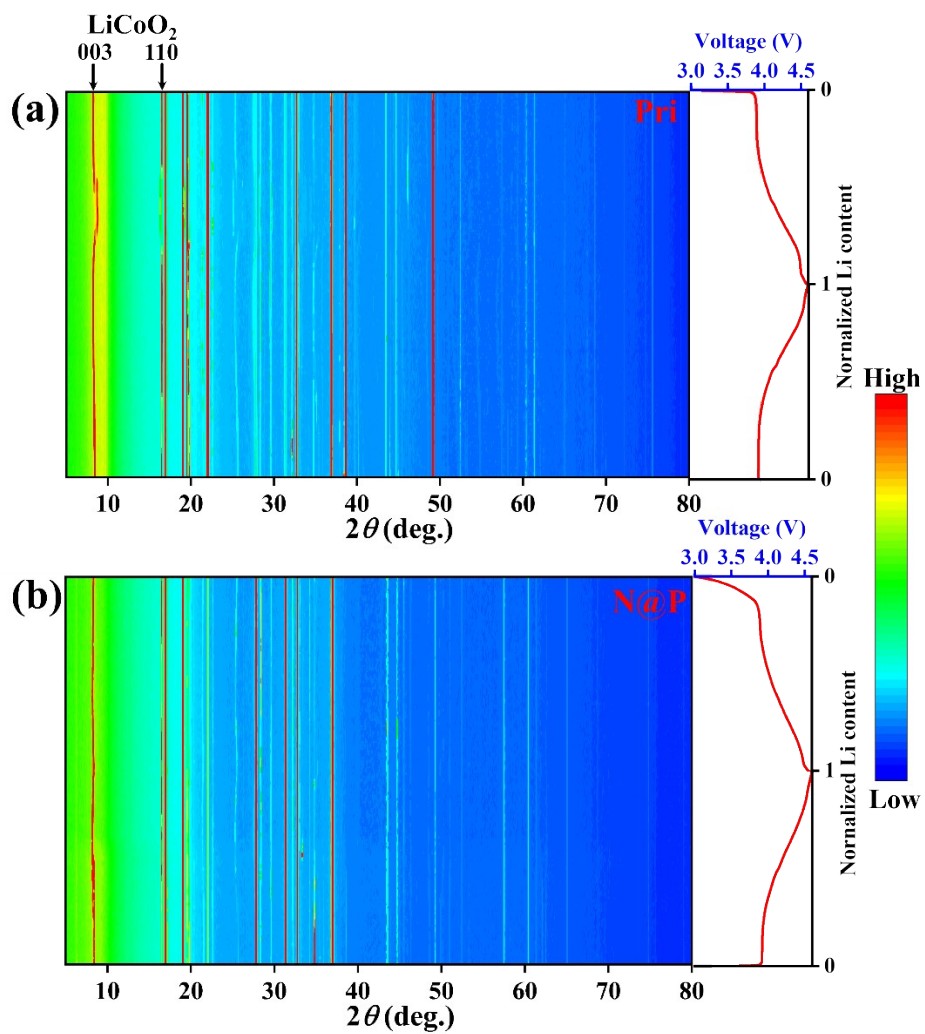 LiCoO2
003 110
Voltage (V)
3.0 3.5 4.0 4.5
(a)
Pri
0
1
0
Nornalized Li content
10 20 30 40 50 60 70 80
2θ (deg.)
High
Low
Voltage (V)
3.0 3.5 4.0 4.5
(b)
N@P
0
1
0
Nornalized Li content
10 20 30 40 50 60 70 80
2θ (deg.)